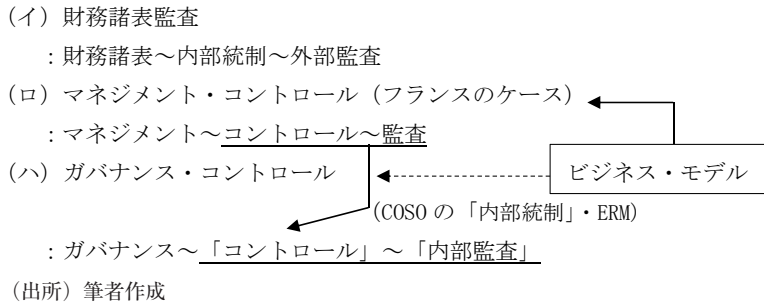 （イ）財務諸表監査
：財務諸表～内部統制～外部監査
（ロ）マネジメント・コントロール（フランスのケース）
：マネジメント～コントロール～監査
（ハ）ガバナンス・コントロール
ビジネス・モデル
(COSO の「内部統制」・ERM)
：ガバナンス～「コントロール」～「内部監査」
（出所）筆者作成